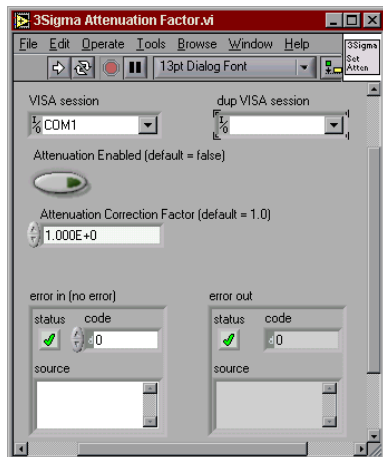 3Sigma Attenuation Factor.vi
File Edit Operate Tools Browse Window Help
3Sigma
Set
Atten
13pt Dialog Font
VISA session
dup VISA session
I/O COM1
I/O
Attenuation Enabled (default = false)
Attenuation Correction Factor (default = 1.0)
1.000E+0
error in (no error)
error out
status code
status code
d 0
d 0
source
source